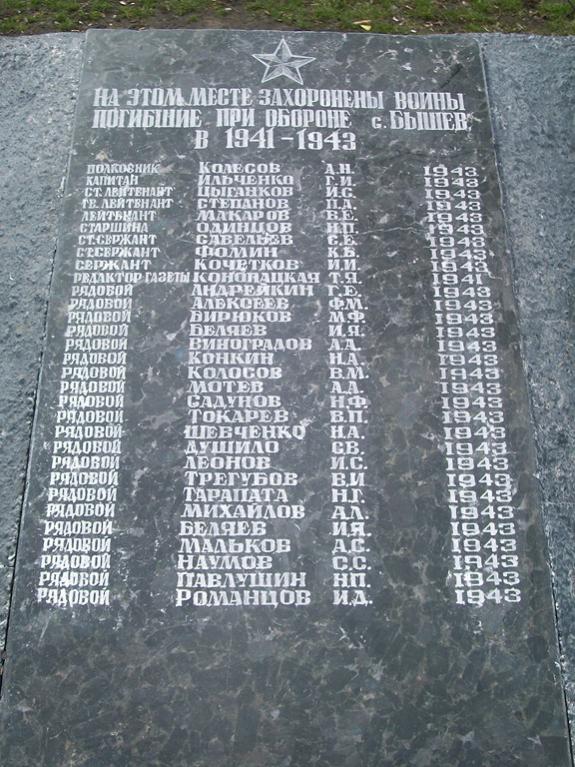 НА ЭТОМ МЕСТЕ ЗАХОРОНЕНЫ ВОИНЫ
ПОГИБШИЕ ПРИ ОБОРОНЕ с. БЫШЕВ
В 1941-1943
ПОЛКОВНИК КОЛЕСОВ А.Н. 1943
КАПИТАН ИЛЬЧЕНКО Г.И. 1943
СТ. ЛЕЙТЕНАНТ ЦЫГАНКОВ И.С. 1943
ГВ. ЛЕЙТЕНАНТ СТЕПАНОВ П.А. 1943
ЛЕЙТЕНАНТ МАКАРОВ В.Е. 1943
СТАРШИНА ОДИНЦОВ И.П. 1943
СТ. СЕРЖАНТ САВЕЛЬЕВ С.Е. 1943
СТ. СЕРЖАНТ ФОМИН К.Б. 1943
СЕРЖАНТ КОЧЕТКОВ И.И. 1943
РЕДАКТОР ГАЗЕТЫ КОНОПАЦКАЯ Т.Я. 1941
РЯДОВОЙ АНДРЕЙКИН Г.Е. 1943
РЯДОВОЙ АЛЕКСЕЕВ Ф.М. 1943
РЯДОВОЙ БИРЮКОВ М.Ф. 1943
РЯДОВОЙ БЕЛЯЕВ И.Я. 1943
РЯДОВОЙ ВИНОГРАДОВ А.А. 1943
РЯДОВОЙ КОНКИН Н.А. 1943
РЯДОВОЙ КОЛОСОВ В.М. 1943
РЯДОВОЙ МОТЕВ А.Д. 1943
РЯДОВОЙ САДУНОВ Н.Ф. 1943
РЯДОВОЙ ТОКАРЕВ В.П. 1943
РЯДОВОЙ ШЕВЧЕНКО Н.А. 1943
РЯДОВОЙ ДУШИЛО С.В. 1943
РЯДОВОЙ ЛЕОНОВ И.С. 1943
РЯДОВОЙ ТРЕГУБОВ В.И 1943
РЯДОВОЙ ТАРАПАТА Н.Г. 1943
РЯДОВОЙ МИХАЙЛОВ А.Л. 1943
РЯДОВОЙ БЕЛЯЕВ И.Я. 1943
РЯДОВОЙ МАЛЬКОВ А.С. 1943
РЯДОВОЙ НАУМОВ С.С. 1943
РЯДОВОЙ ПАВЛУШИН Н.П. 1943
РЯДОВОЙ РОМАНЦОВ И.Д. 1943